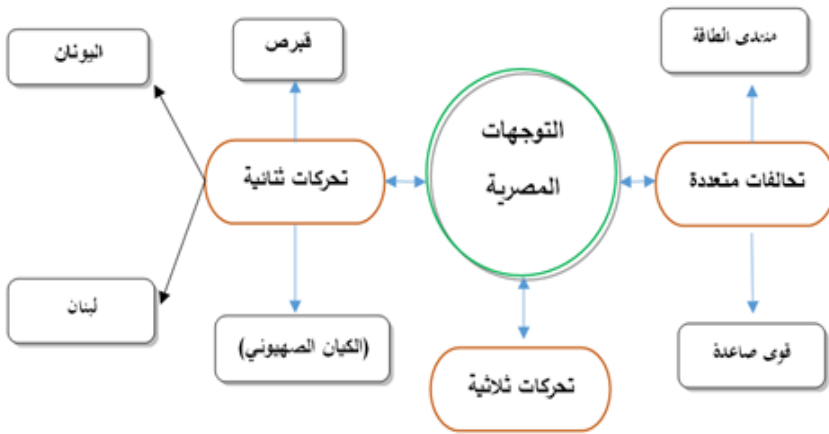 منتدى الطاقة
قبرص
اليونان
التوجهات
المصرية
تحالفات متعددة
تحركات ثنائية
لبنان
(الكيان الصهيوني)
قوى صاعدة
تحركات ثلاثية